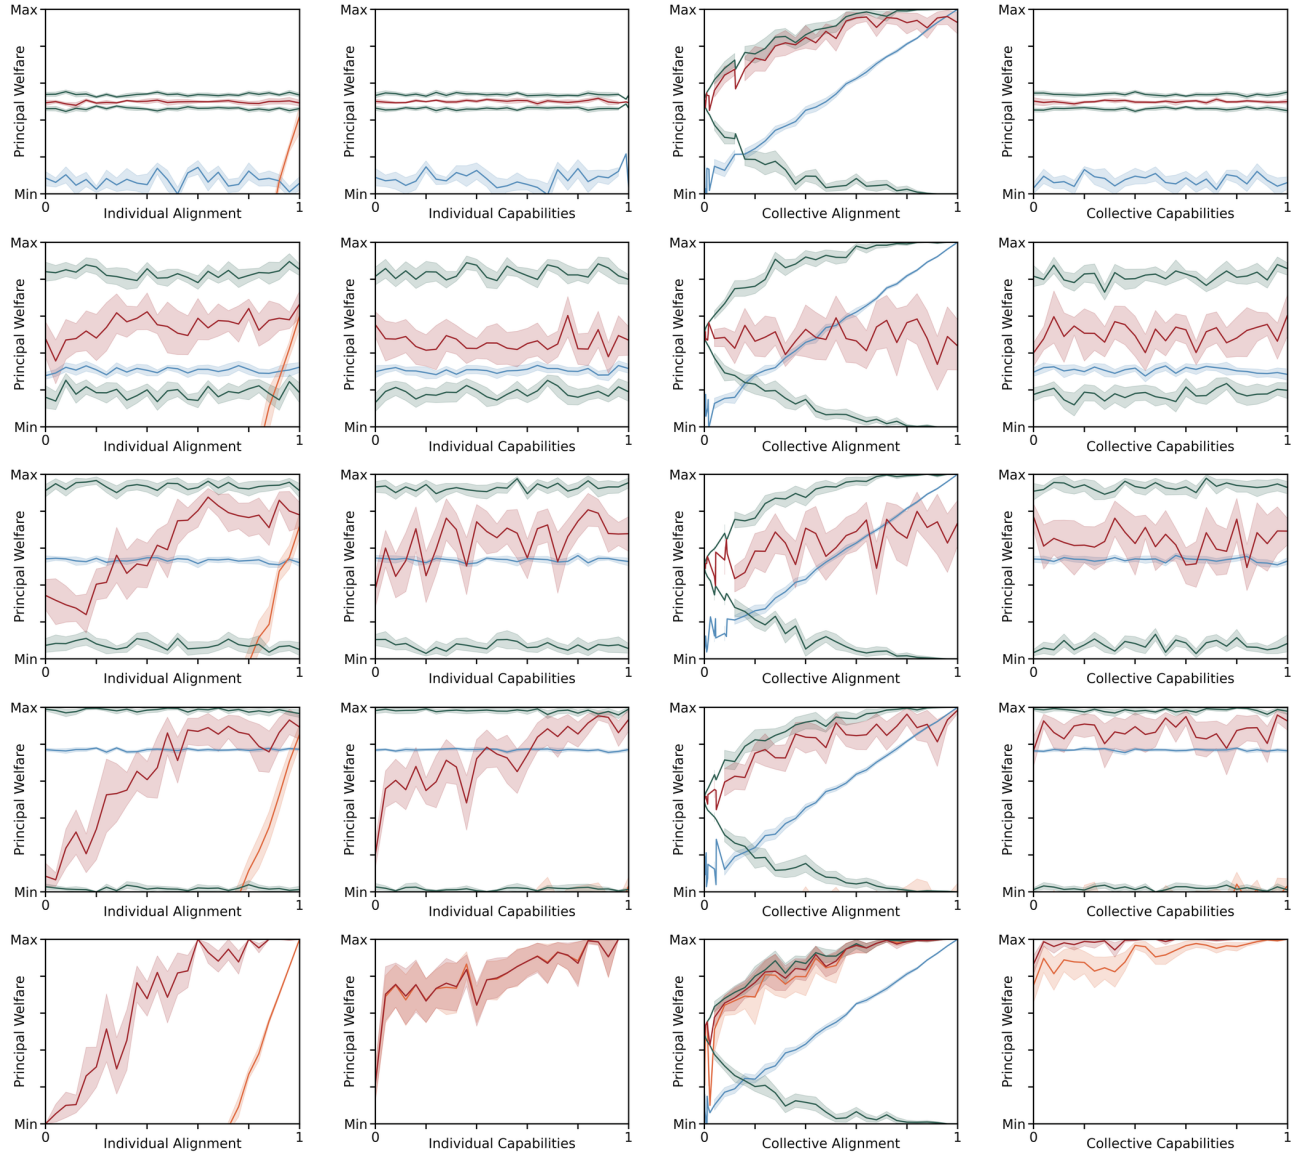 Max Max Max Max
Principal Welfare Principal Welfare Principal Welfare Principal Welfare
Min Min Min Min
0 1 0 1 0 1 0 1
Individual Alignment Individual Capabilities Collective Alignment Collective Capabilities
Max Max Max Max
Principal Welfare Principal Welfare Principal Welfare Principal Welfare
Min Min Min Min
0 1 0 1 0 1 0 1
Individual Alignment Individual Capabilities Collective Alignment Collective Capabilities
Max Max Max Max
Principal Welfare Principal Welfare Principal Welfare Principal Welfare
Min Min Min Min
0 1 0 1 0 1 0 1
Individual Alignment Individual Capabilities Collective Alignment Collective Capabilities
Max Max Max Max
Principal Welfare Principal Welfare Principal Welfare Principal Welfare
Min Min Min Min
0 1 0 1 0 1 0 1
Individual Alignment Individual Capabilities Collective Alignment Collective Capabilities
Max Max Max Max
Principal Welfare Principal Welfare Principal Welfare Principal Welfare
Min Min Min Min
0 1 0 1 0 1 0 1
Individual Alignment Individual Capabilities Collective Alignment Collective Capabilities